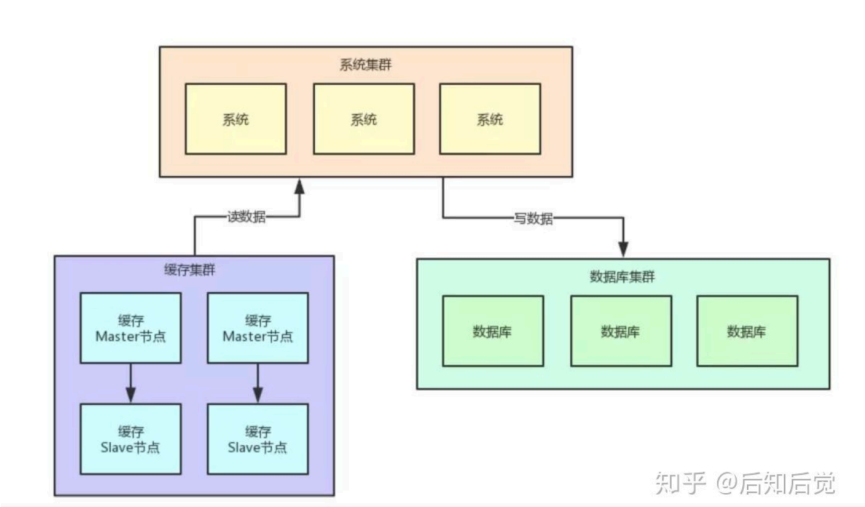 系统集群
系统
系统
系统
读数据
写数据
缓存集群
缓存
Master节点
缓存
Master节点
缓存
Slave节点
缓存
Slave节点
数据库集群
数据库
数据库
数据库
知乎 @后知后觉